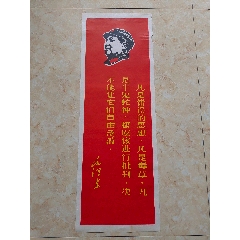 凡是错误的思想，凡是毒草，凡
是牛鬼蛇神，都应该进行批判，决
不能让它们自由泛滥。
毛泽东